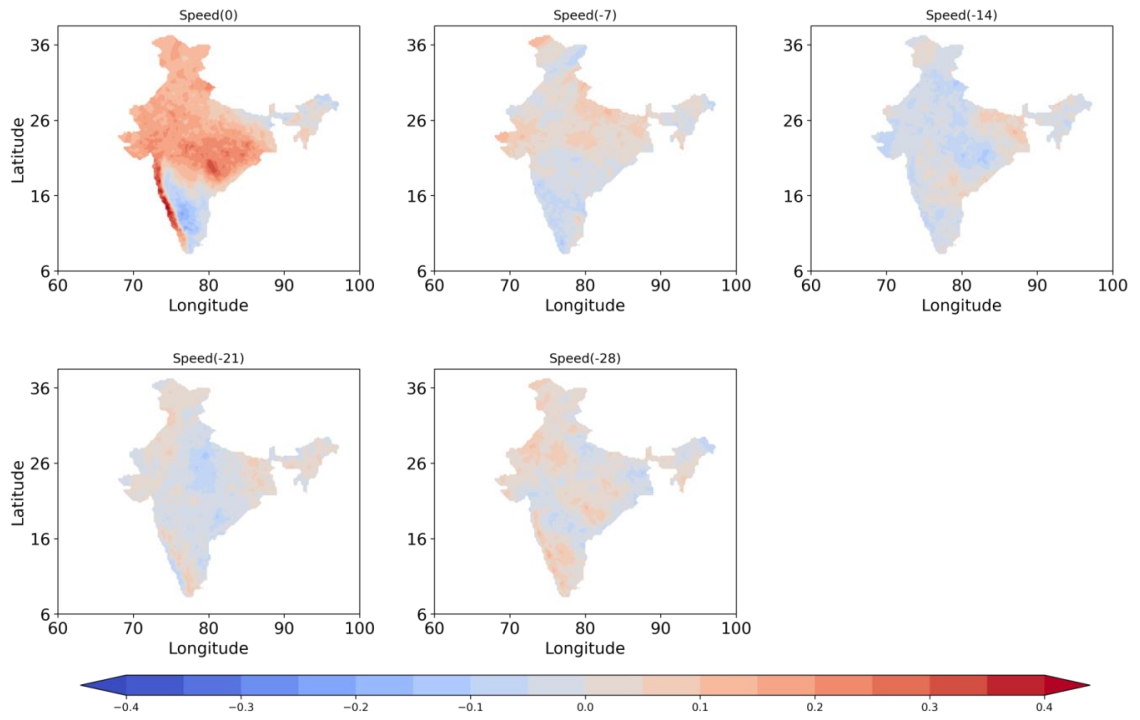 Speed(0) Speed(-7) Speed(-14)
36 36 36
26 26 26
16 16 16
6 6 6
Latitude
60 70 80 90 100 60 70 80 90 100 60 70 80 90 100
Longitude Longitude Longitude
Speed(-21) Speed(-28)
36 36
26 26
16 16
6 6
Latitude
60 70 80 90 100 60 70 80 90 100
Longitude Longitude
−0.4 −0.3 −0.2 −0.1 0.0 0.1 0.2 0.3 0.4